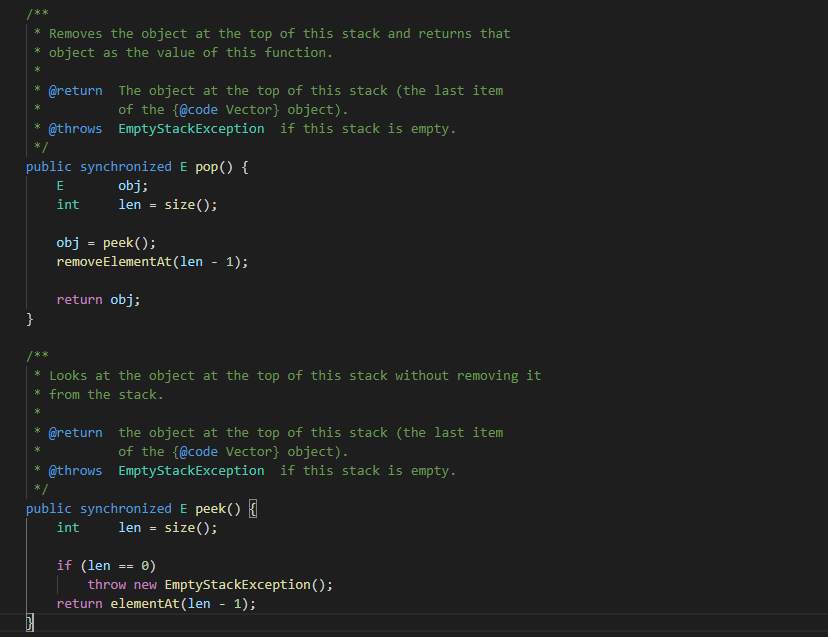 /**
 * Removes the object at the top of this stack and returns that
 * object as the value of this function.
 *
 * @return  The object at the top of this stack (the last item
 *          of the {@code Vector} object).
 * @throws  EmptyStackException  if this stack is empty.
 */
public synchronized E pop() {
    E       obj;
    int     len = size();

    obj = peek();
    removeElementAt(len - 1);

    return obj;
}

/**
 * Looks at the object at the top of this stack without removing it
 * from the stack.
 *
 * @return  the object at the top of this stack (the last item
 *          of the {@code Vector} object).
 * @throws  EmptyStackException  if this stack is empty.
 */
public synchronized E peek() {
    int     len = size();

    if (len == 0)
        throw new EmptyStackException();
    return elementAt(len - 1);
}